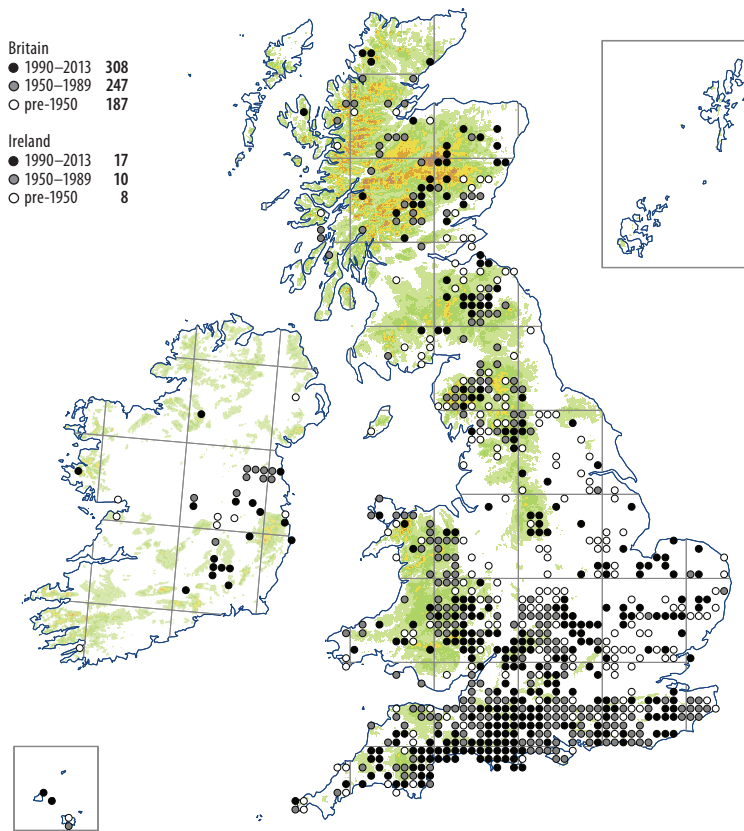 Britain
1990–2013 308
1950–1989 247
pre-1950 187
Ireland
1990–2013 17
1950–1989 10
pre-1950 8